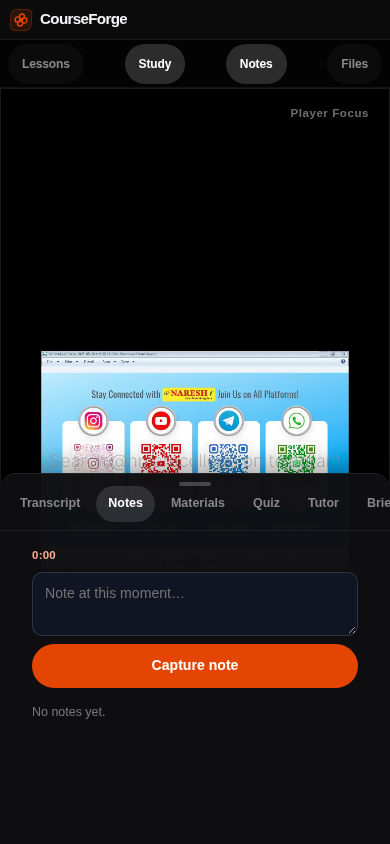 CourseForge
Lessons
Study
Notes
Files
Player Focus
Stay Connected with NARESH i Join Us on All Platforms!
Transcript
Notes
Materials
Quiz
Tutor
Brie
0:00
Note at this moment…
Capture note
No notes yet.